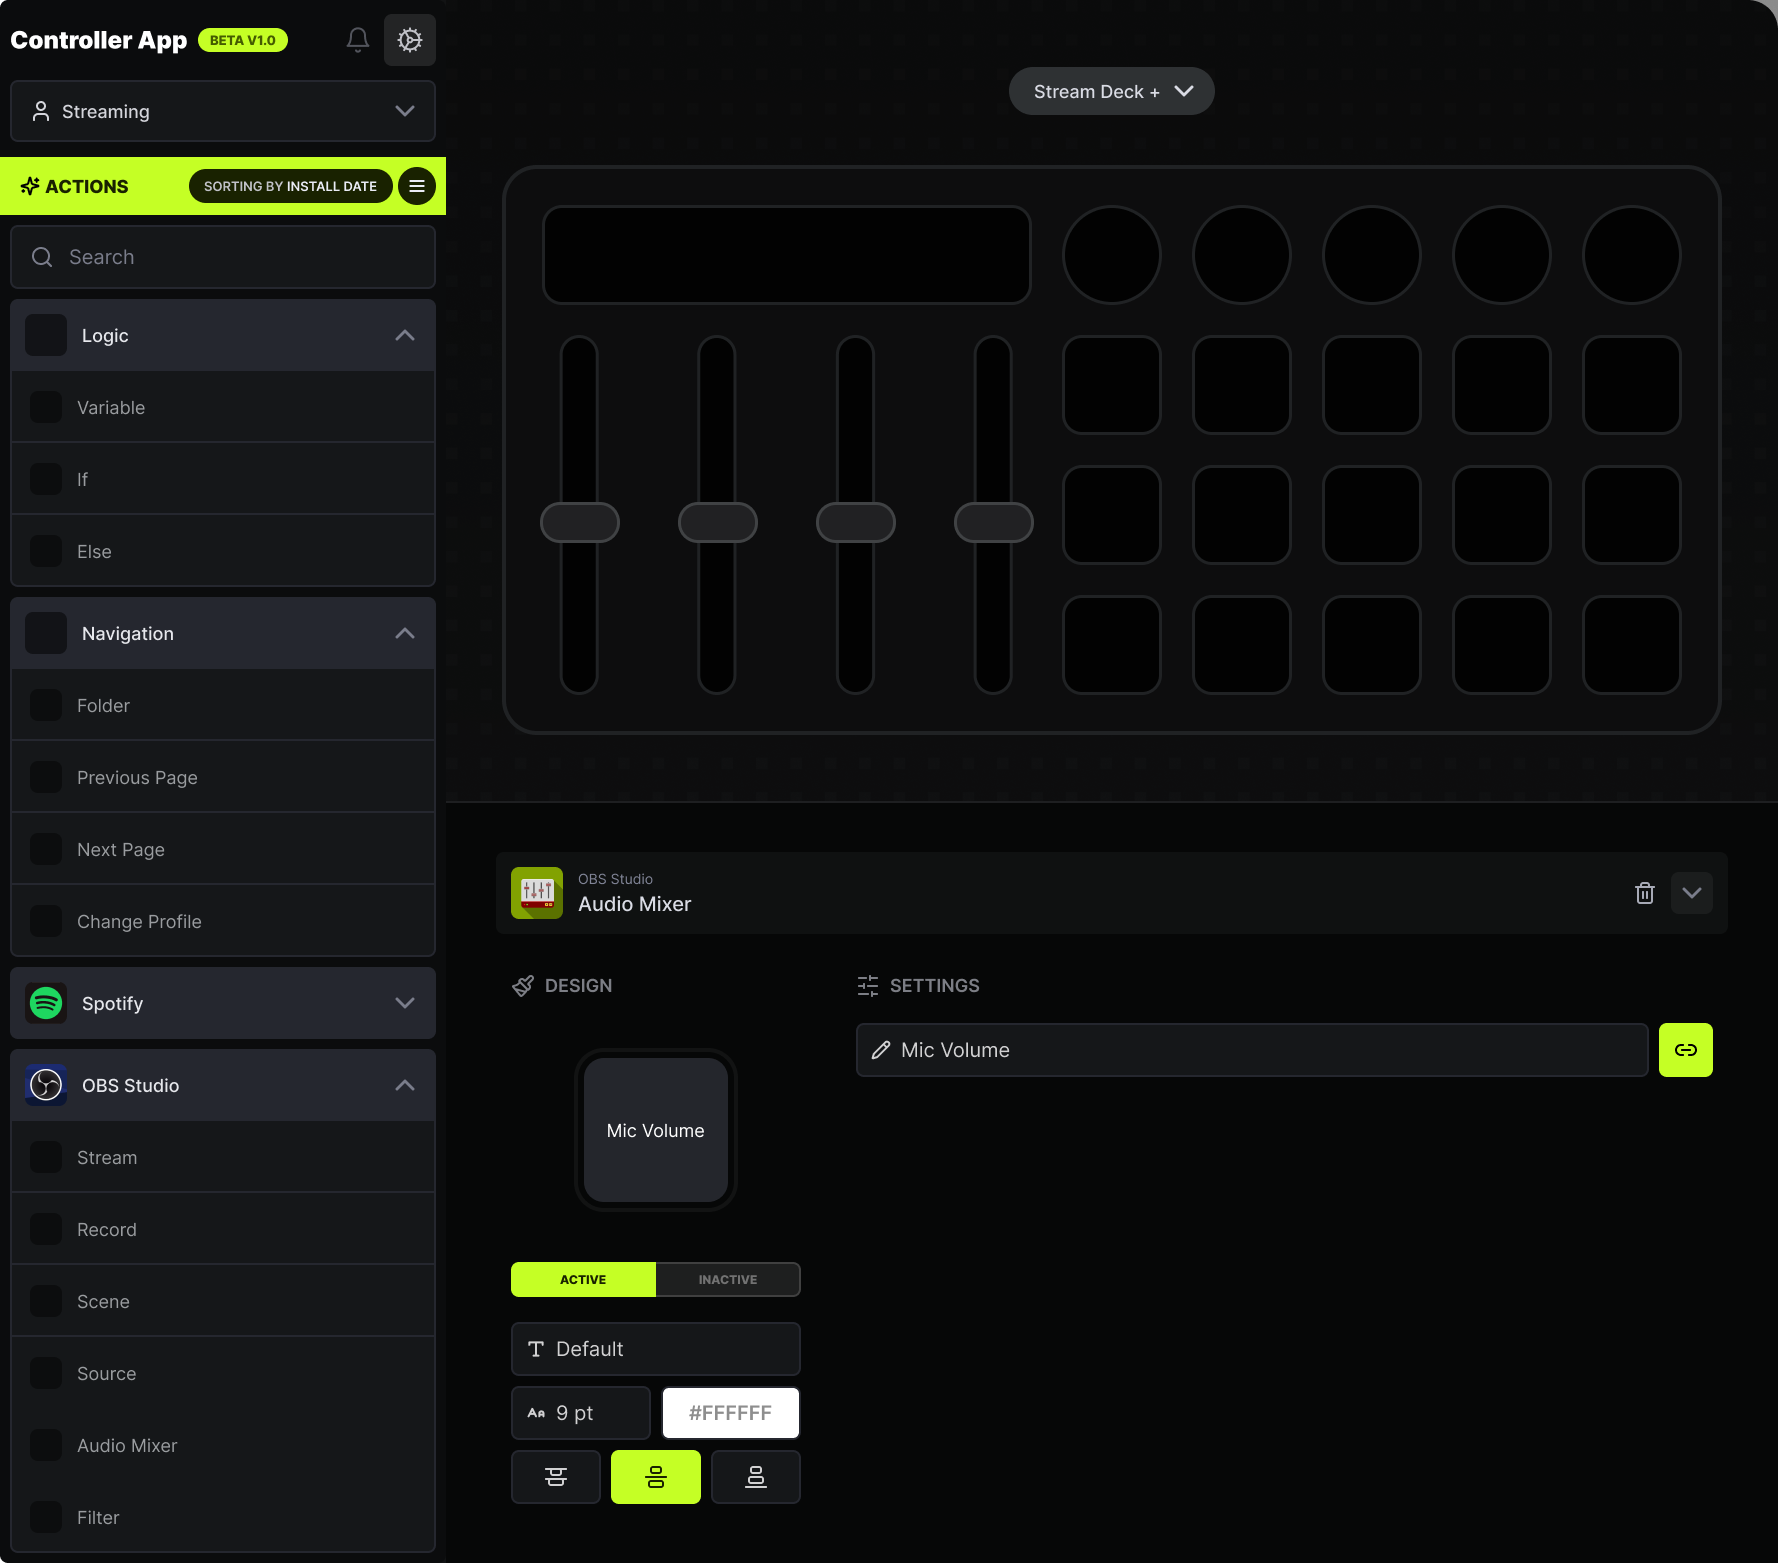 Controller App
BETA V1.0
Streaming
ACTIONS
SORTING BY INSTALL DATE
Search
Logic
Variable
If
Else
Navigation
Folder
Previous Page
Next Page
Change Profile
Spotify
OBS Studio
Stream
Record
Scene
Source
Audio Mixer
Filter
Stream Deck +
OBS Studio
Audio Mixer
DESIGN
Mic Volume
ACTIVE
INACTIVE
Default
9 pt
#FFFFFF
SETTINGS
Mic Volume